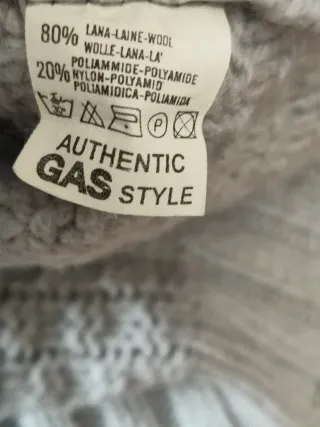 80% LANA-LAINE-WOOL
WOLLE-LANA-LA'
20% POLIAMMIDE-POLYAMIDE
NYLON-POLYAMID
POLIAMIDICA-POLIAMIDA
P
AUTHENTIC
GAS STYLE